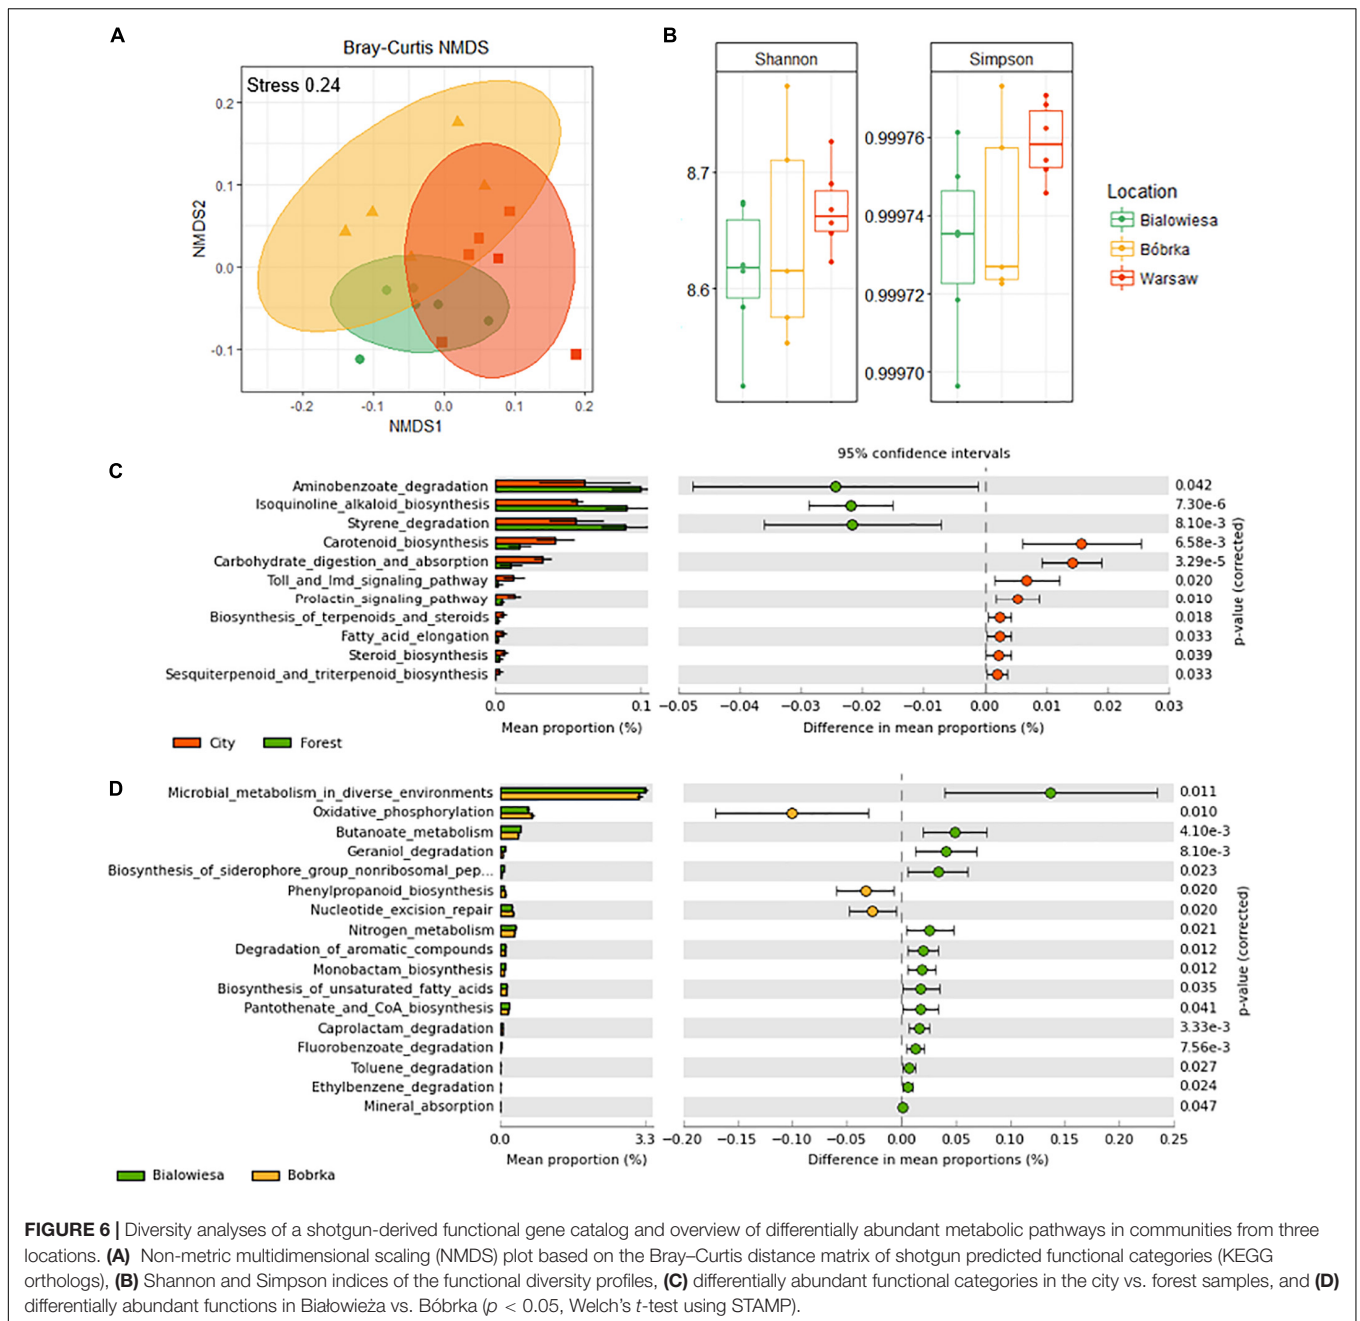 A
Bray-Curtis NMDS
Stress 0.24
0.2
0.1
0.0
-0.1
NMDS2
-0.2
-0.1
0.0
0.1
0.2
NMDS1
B
Shannon
8.7
8.6
Simpson
0.99976
0.99974
0.99972
0.99970
Location
Bialowiesa
Bóbrka
Warsaw
C
95% confidence intervals
Aminobenzoate_degradation 0.042
Isoquinoline_alkaloid_biosynthesis 7.30e-6
Styrene_degradation 8.10e-3
Carotenoid_biosynthesis 6.58e-3
Carbohydrate_digestion_and_absorption 3.29e-5
Toll_and_Imd_signaling_pathway 0.020
Prolactin_signaling_pathway 0.010
Biosynthesis_of_terpenoids_and_steroids 0.018
Fatty_acid_elongation 0.033
Steroid_biosynthesis 0.039
Sesquiterpenoid_and_triterpenoid_biosynthesis 0.033
p-value (corrected)
0.0 0.1 −0.05 −0.04 −0.03 −0.02 −0.01 0.00 0.01 0.02 0.03
Mean proportion (%) Difference in mean proportions (%)
City Forest
D
Microbial_metabolism_in_diverse_environments 0.011
Oxidative_phosphorylation 0.010
Butanoate_metabolism 4.10e-3
Geraniol_degradation 8.10e-3
Biosynthesis_of_siderophore_group_nonribosomal_pep... 0.023
Phenylpropanoid_biosynthesis 0.020
Nucleotide_excision_repair 0.020
Nitrogen_metabolism 0.021
Degradation_of_aromatic_compounds 0.012
Monobactam_biosynthesis 0.012
Biosynthesis_of_unsaturated_fatty_acids 0.035
Pantothenate_and_CoA_biosynthesis 0.041
Caprolactam_degradation 3.33e-3
Fluorobenzoate_degradation 7.56e-3
Toluene_degradation 0.027
Ethylbenzene_degradation 0.024
Mineral_absorption 0.047
p-value (corrected)
0.0 3.3 −0.20 −0.15 −0.10 −0.05 0.00 0.05 0.10 0.15 0.20 0.25
Mean proportion (%) Difference in mean proportions (%)
Bialowiesa Bobrka
FIGURE 6 | Diversity analyses of a shotgun-derived functional gene catalog and overview of differentially abundant metabolic pathways in communities from three
locations. (A) Non-metric multidimensional scaling (NMDS) plot based on the Bray–Curtis distance matrix of shotgun predicted functional categories (KEGG
orthologs), (B) Shannon and Simpson indices of the functional diversity profiles, (C) differentially abundant functional categories in the city vs. forest samples, and (D)
differentially abundant functions in Białowieża vs. Bóbrka (p < 0.05, Welch's t-test using STAMP).